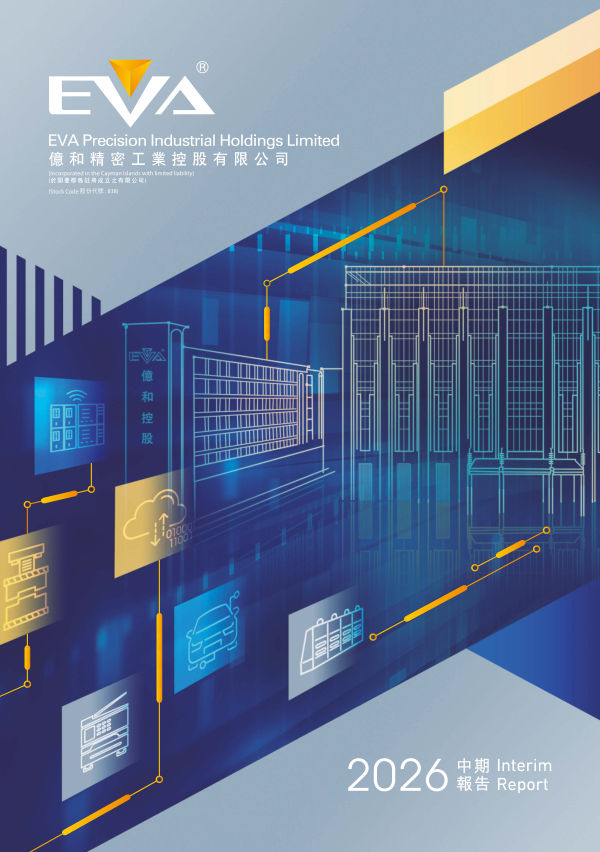 EVA®
EVA Precision Industrial Holdings Limited
億和精密工業控股有限公司
(Incorporated in the Cayman Islands with limited liability)
(於開曼群島註冊成立之有限公司)
(Stock Code 股份代號 : 838)
EVA
億和控股
01000
1100
2026 中期 Interim
報告 Report